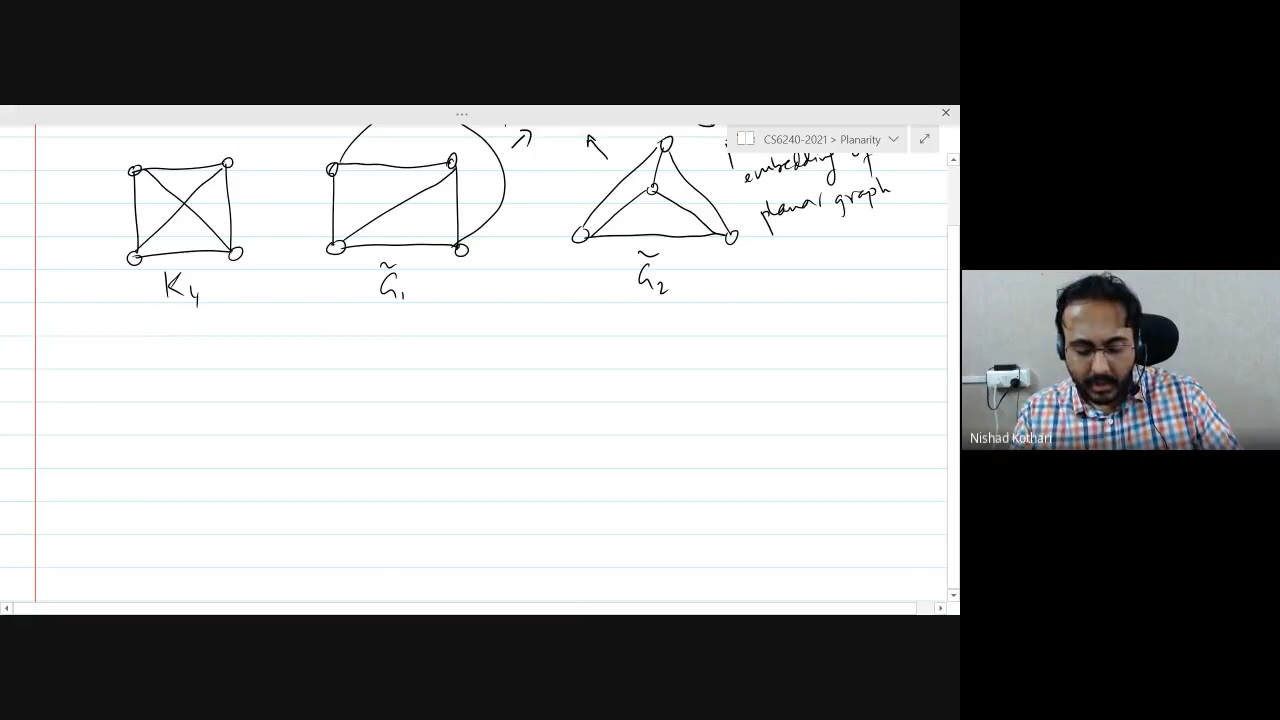 CS6240-2021 > Planarity
embedding of
planar graph
K4
G̃1
G̃2
Nishad Kothari